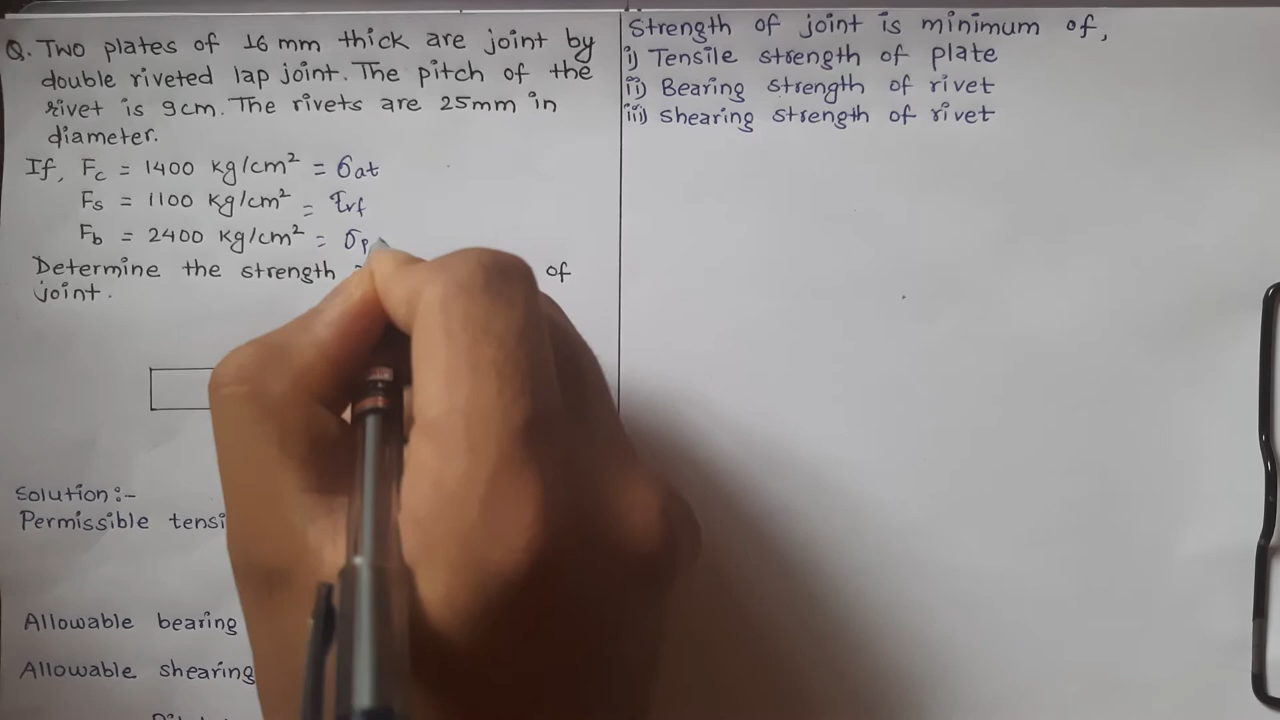 Q. Two plates of 16 mm thick are joint by
double riveted lap joint. The pitch of the
rivet is 9cm. The rivets are 25mm in
diameter.
If, Fc = 1400 kg/cm² = σat
Fs = 1100 kg/cm² = τvf
Fb = 2400 kg/cm² = σp
Determine the strength of
joint.
Solution:-
Permissible tensi
Allowable bearing
Allowable shearing
Strength of joint is minimum of,
i) Tensile strength of plate
ii) Bearing strength of rivet
iii) shearing strength of rivet